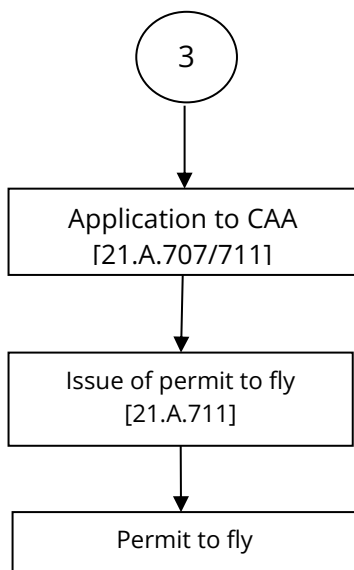 3
Application to CAA
[21.A.707/711]
Issue of permit to fly
[21.A.711]
Permit to fly